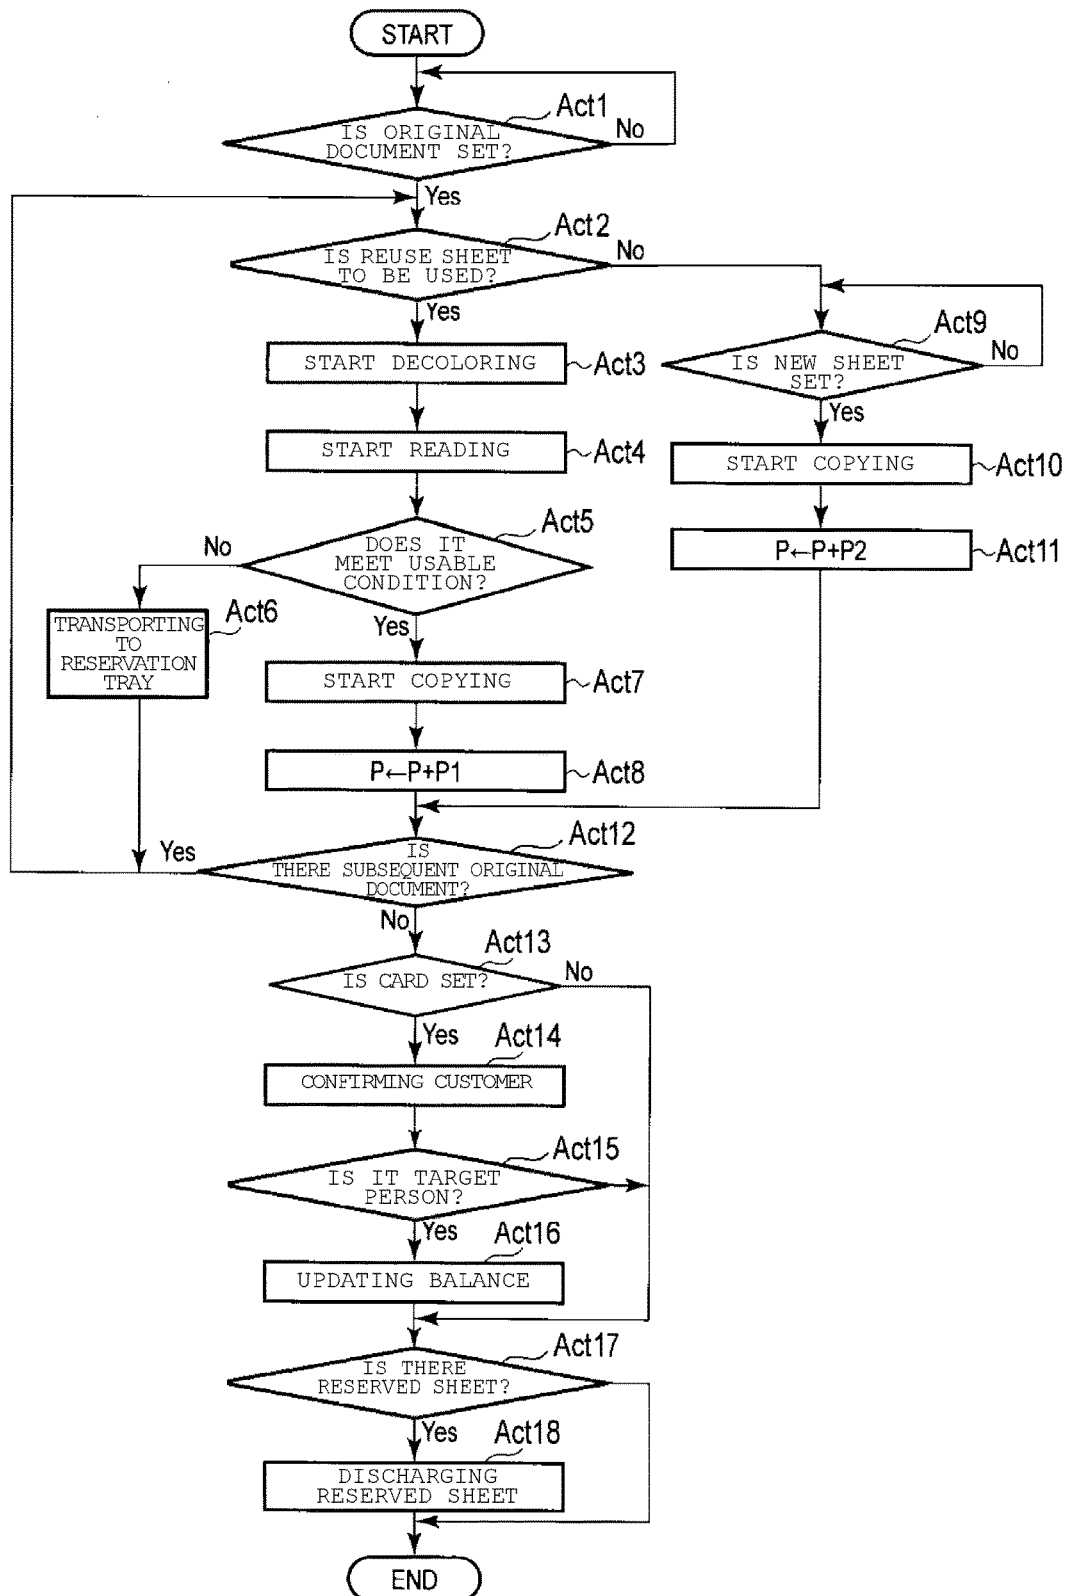 START
Act1
IS ORIGINAL
DOCUMENT SET?
No
Yes
Act2
IS REUSE SHEET
TO BE USED?
No
Yes
Act9
IS NEW SHEET
SET?
No
Yes
START DECOLORING
Act3
START READING
Act4
START COPYING
Act10
Act5
DOES IT
MEET USABLE
CONDITION?
No
Yes
P←P+P2
Act11
Act6
TRANSPORTING
TO
RESERVATION
TRAY
START COPYING
Act7
P←P+P1
Act8
Act12
IS
THERE SUBSEQUENT ORIGINAL
DOCUMENT?
Yes
No
Act13
IS CARD SET?
No
Yes
Act14
CONFIRMING CUSTOMER
Act15
IS IT TARGET
PERSON?
Yes
Act16
UPDATING BALANCE
Act17
IS THERE
RESERVED SHEET?
Yes
Act18
DISCHARGING
RESERVED SHEET
END